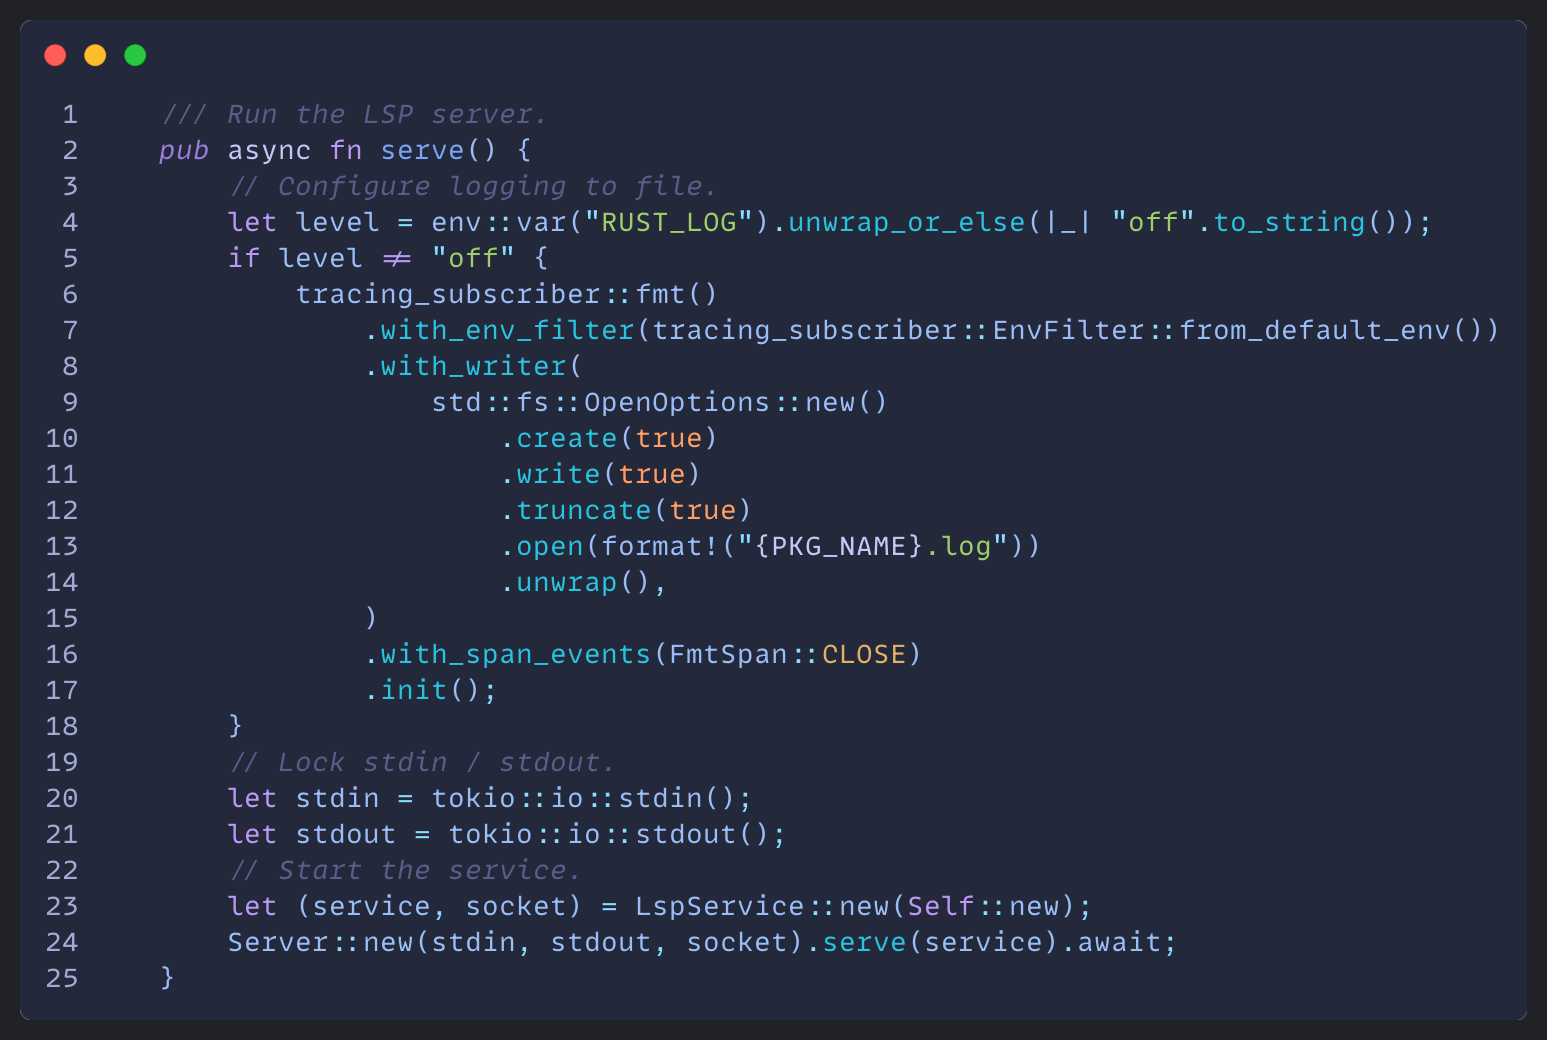 1 /// Run the LSP server.
2 pub async fn serve() {
3 // Configure logging to file.
4 let level = env::var("RUST_LOG").unwrap_or_else(|_| "off".to_string());
5 if level != "off" {
6 tracing_subscriber::fmt()
7 .with_env_filter(tracing_subscriber::EnvFilter::from_default_env())
8 .with_writer(
9 std::fs::OpenOptions::new()
10 .create(true)
11 .write(true)
12 .truncate(true)
13 .open(format!("{PKG_NAME}.log"))
14 .unwrap(),
15 )
16 .with_span_events(FmtSpan::CLOSE)
17 .init();
18 }
19 // Lock stdin / stdout.
20 let stdin = tokio::io::stdin();
21 let stdout = tokio::io::stdout();
22 // Start the service.
23 let (service, socket) = LspService::new(Self::new);
24 Server::new(stdin, stdout, socket).serve(service).await;
25 }